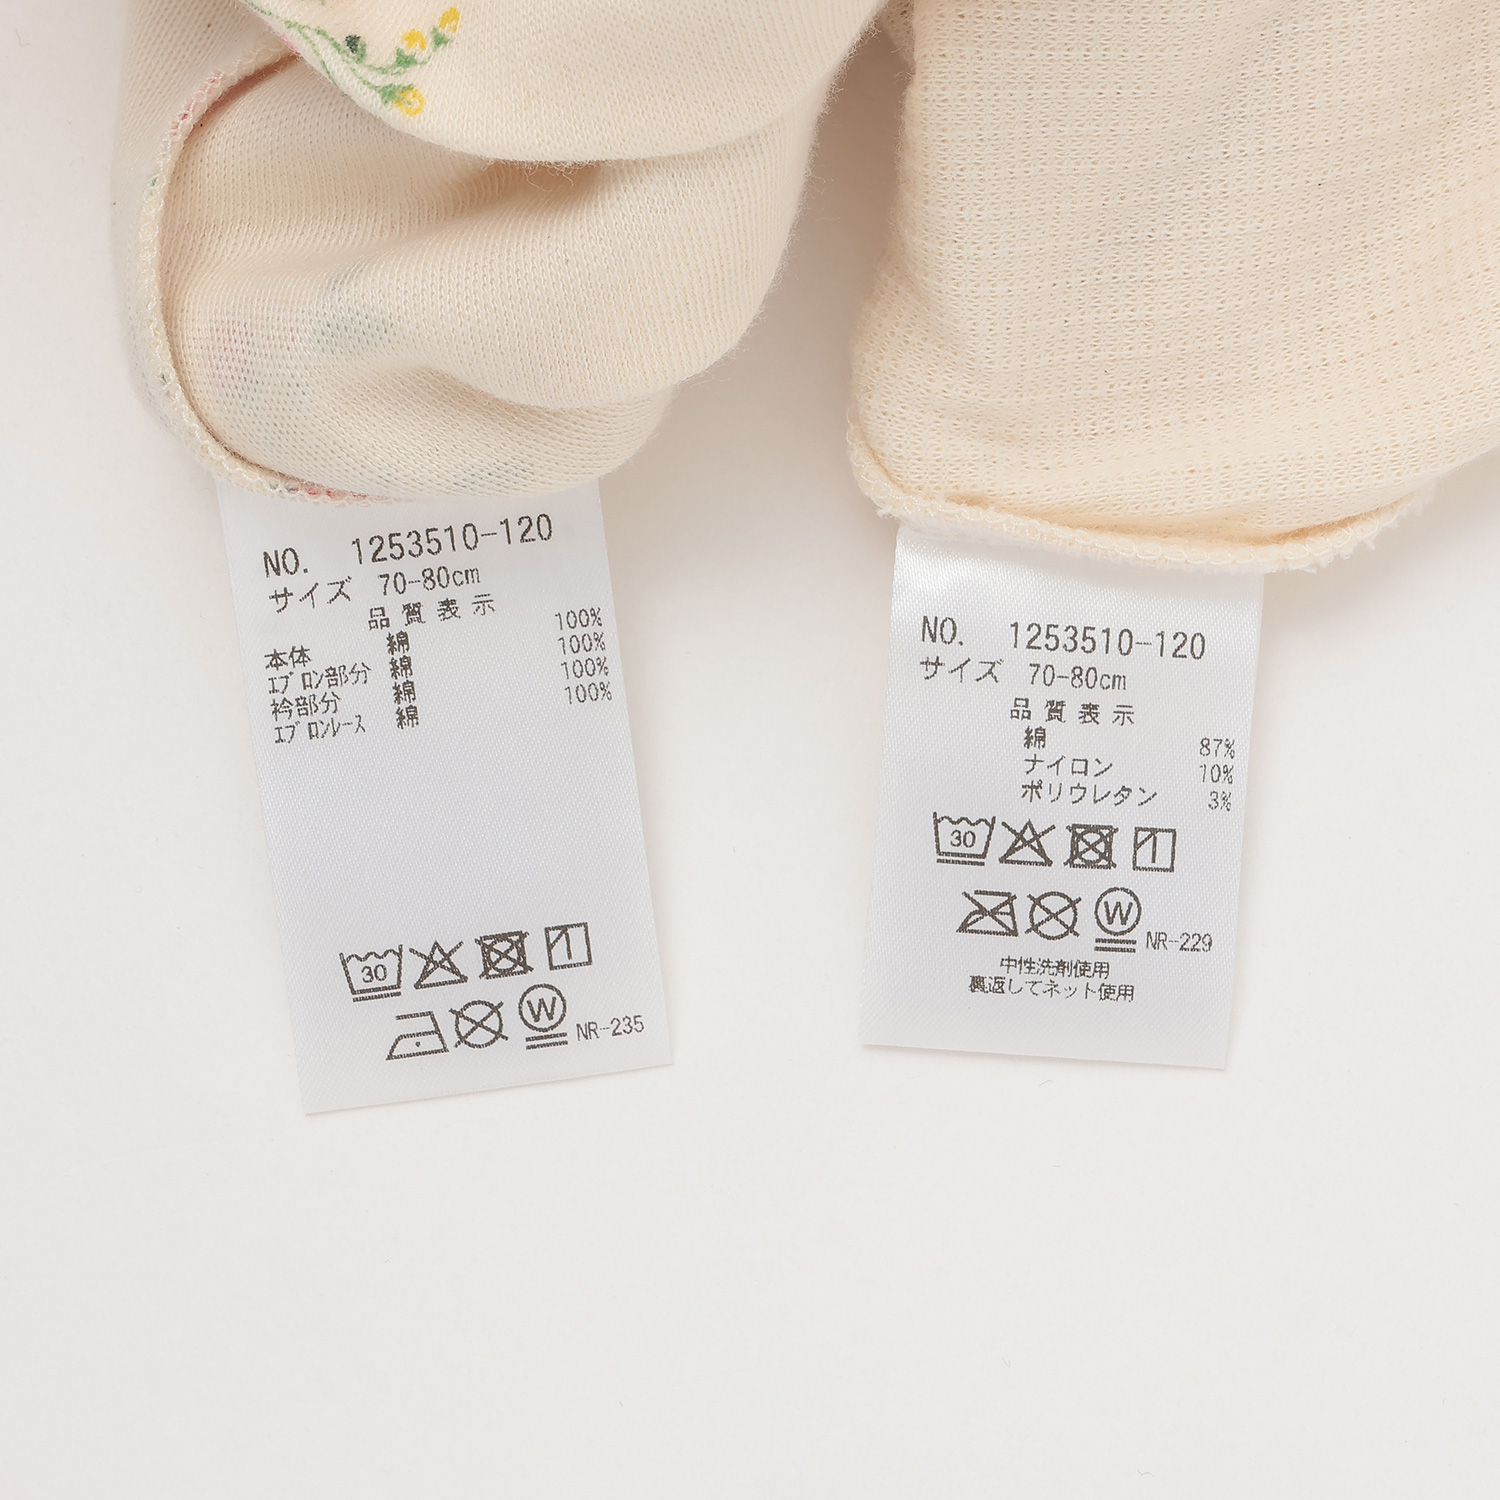 NO. 1253510-120
サイズ 70-80cm
品質表示
本体 綿 100%
エプロン部分 綿 100%
衿部分 綿 100%
エプロンレース 綿 100%
30
W
NR-235
NO. 1253510-120
サイズ 70-80cm
品質表示
綿 87%
ナイロン 10%
ポリウレタン 3%
30
W
NR-229
中性洗剤使用
裏返してネット使用